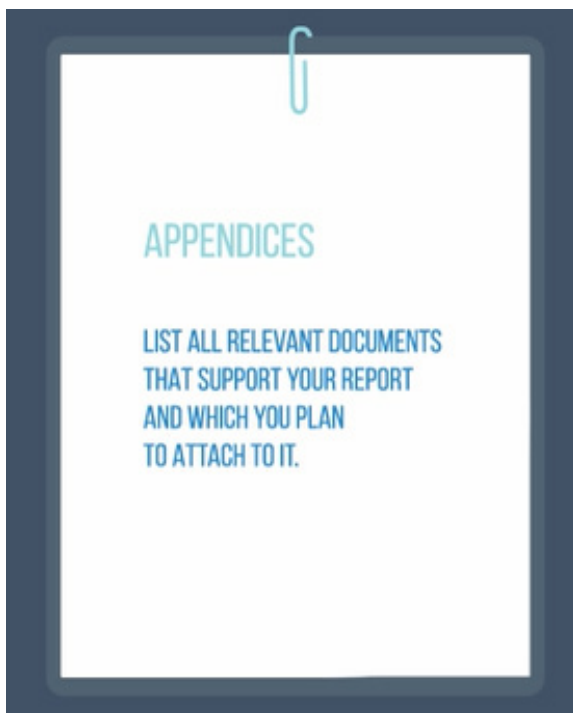 APPENDICES
LIST ALL RELEVANT DOCUMENTS
THAT SUPPORT YOUR REPORT
AND WHICH YOU PLAN
TO ATTACH TO IT.